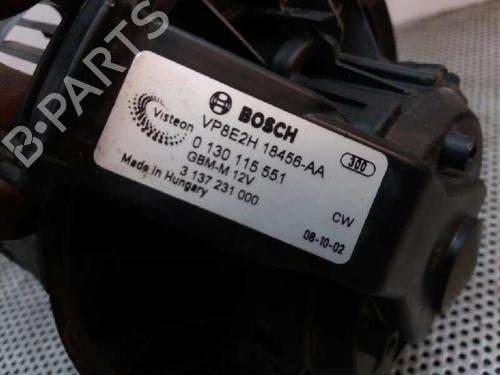 B-PARTS
Visteon
BOSCH
VP8E2H 18456-AA
0 130 115 551
GBM-M 12V
3 137 231 000
Made in Hungary
300
CW
08-10-02